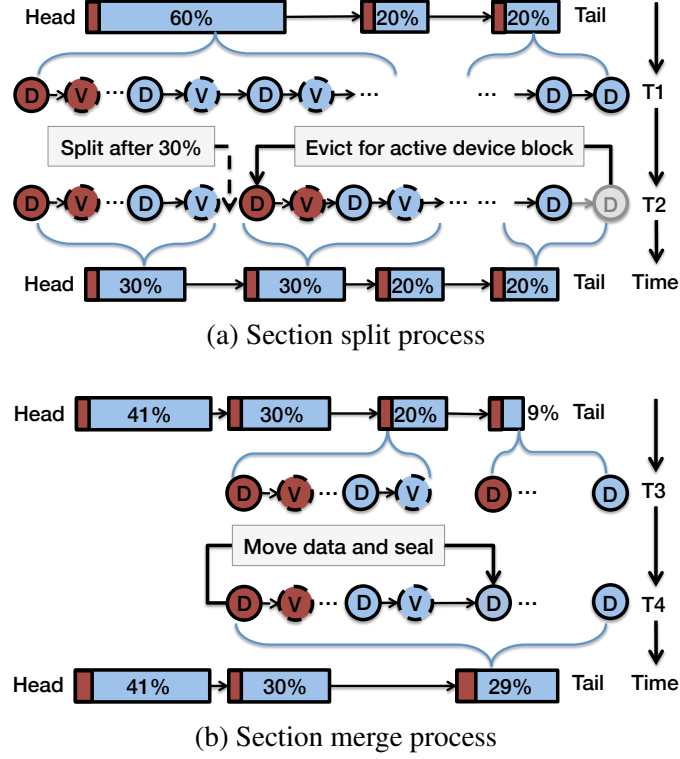 Head 60% 20% 20% Tail
D V ... D V D V ... ... D D T1
Split after 30% Evict for active device block
D V ... D V D V D V ... ... D D T2
Head 30% 30% 20% 20% Tail Time
(a) Section split process
Head 41% 30% 20% 9% Tail
D V ... D V D ... D T3
Move data and seal
D V ... D V D ... D T4
Head 41% 30% 29% Tail Time
(b) Section merge process